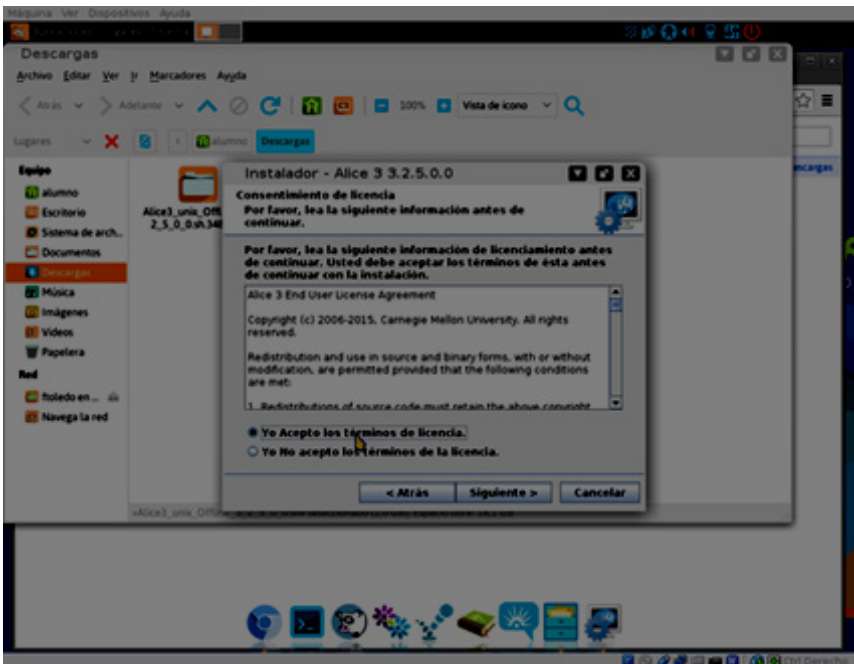 Máquina Ver Dispositivos Ayuda
Descargas
Archivo Editar Ver Ir Marcadores Ayuda
Atrás Adelante 100% Vista de icono
Lugares alumno Descargas
Equipo
alumno
Escritorio
Sistema de arch...
Documentos
Descargas
Música
Imágenes
Videos
Papelera
Red
ftoledo en ...
Navega la red
Instalador - Alice 3 3.2.5.0.0
Consentimiento de licencia
Por favor, lea la siguiente información antes de
continuar.
Por favor, lea la siguiente información de licenciamiento antes
de continuar. Usted debe aceptar los términos de ésta antes
de continuar con la instalación.
Alice 3 End User License Agreement
Copyright (c) 2006-2015, Carnegie Mellon University. All rights
reserved.
Redistribution and use in source and binary forms, with or without
modification, are permitted provided that the following conditions
are met:
1. Redistributions of source code must retain the above copyright
Yo Acepto los términos de licencia.
Yo No acepto los términos de la licencia.
< Atrás Siguiente > Cancelar
Ctrl Derecho